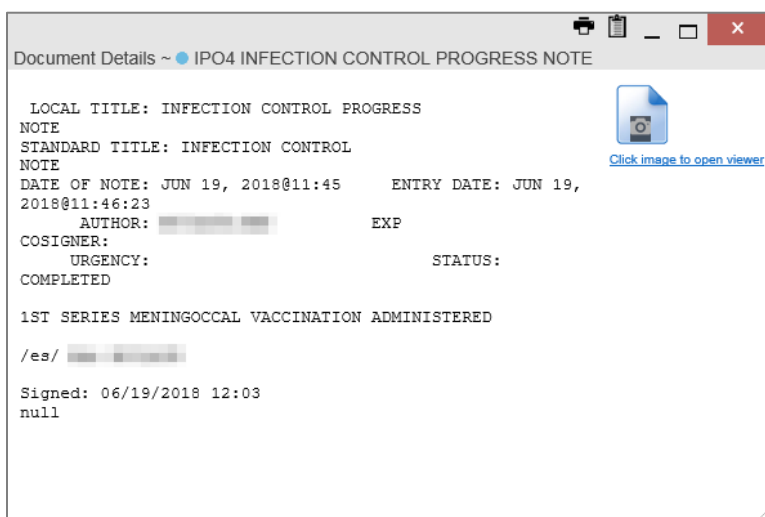 Document Details ~ IPO4 INFECTION CONTROL PROGRESS NOTE
LOCAL TITLE: INFECTION CONTROL PROGRESS
NOTE
STANDARD TITLE: INFECTION CONTROL
NOTE
Click image to open viewer
DATE OF NOTE: JUN 19, 2018@11:45 ENTRY DATE: JUN 19,
2018@11:46:23
AUTHOR: EXP
COSIGNER:
URGENCY: STATUS:
COMPLETED
1ST SERIES MENINGOCCAL VACCINATION ADMINISTERED
/es/
Signed: 06/19/2018 12:03
null